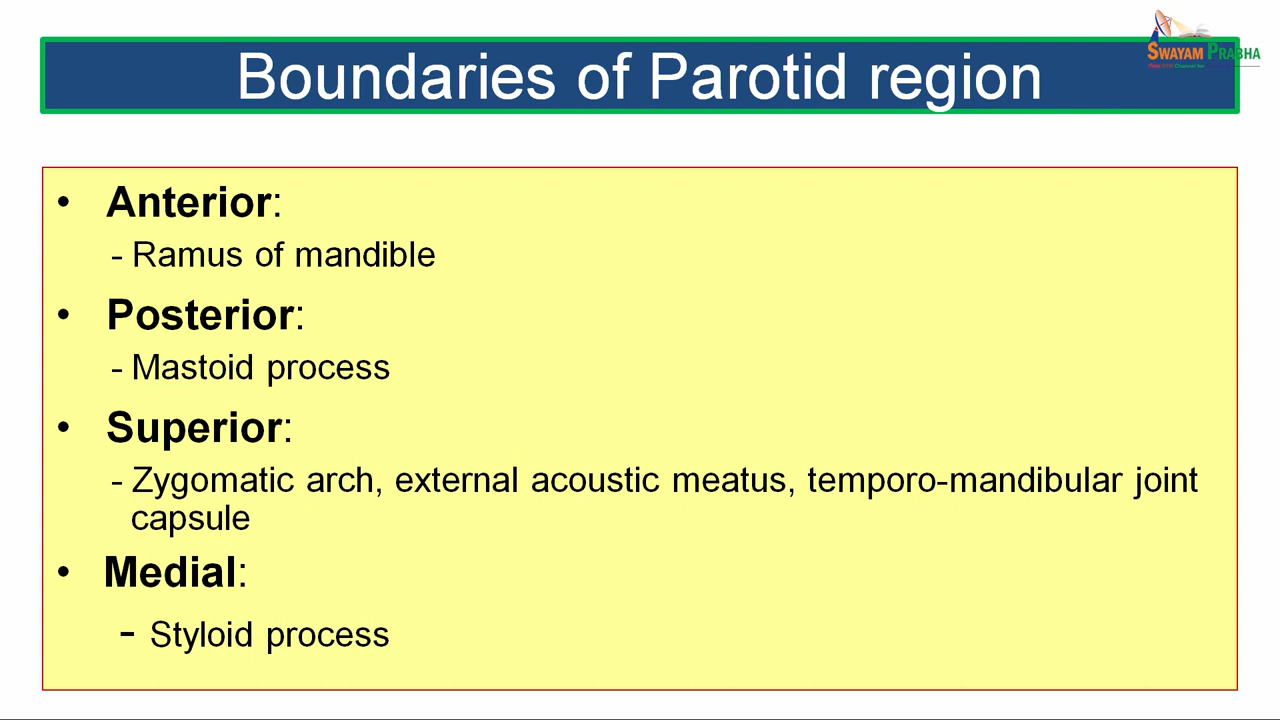 SWAYAM PRABHA
Boundaries of Parotid region
• Anterior:
- Ramus of mandible
• Posterior:
- Mastoid process
• Superior:
- Zygomatic arch, external acoustic meatus, temporo-mandibular joint
capsule
• Medial:
- Styloid process